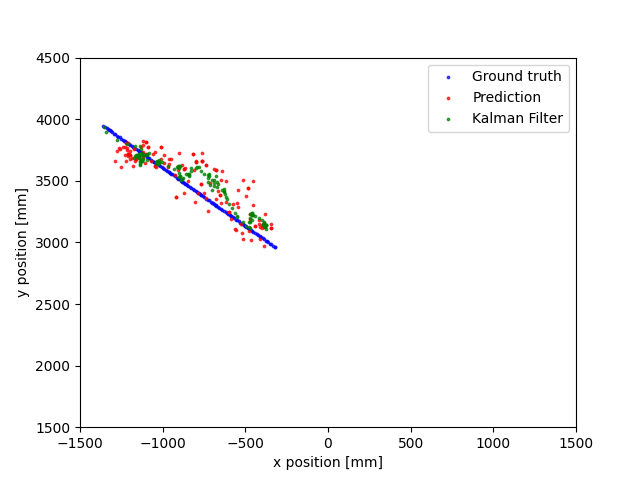 Ground truth
Prediction
Kalman Filter
4500
4000
3500
3000
2500
2000
1500
y position [mm]
−1500
−1000
−500
0
500
1000
1500
x position [mm]